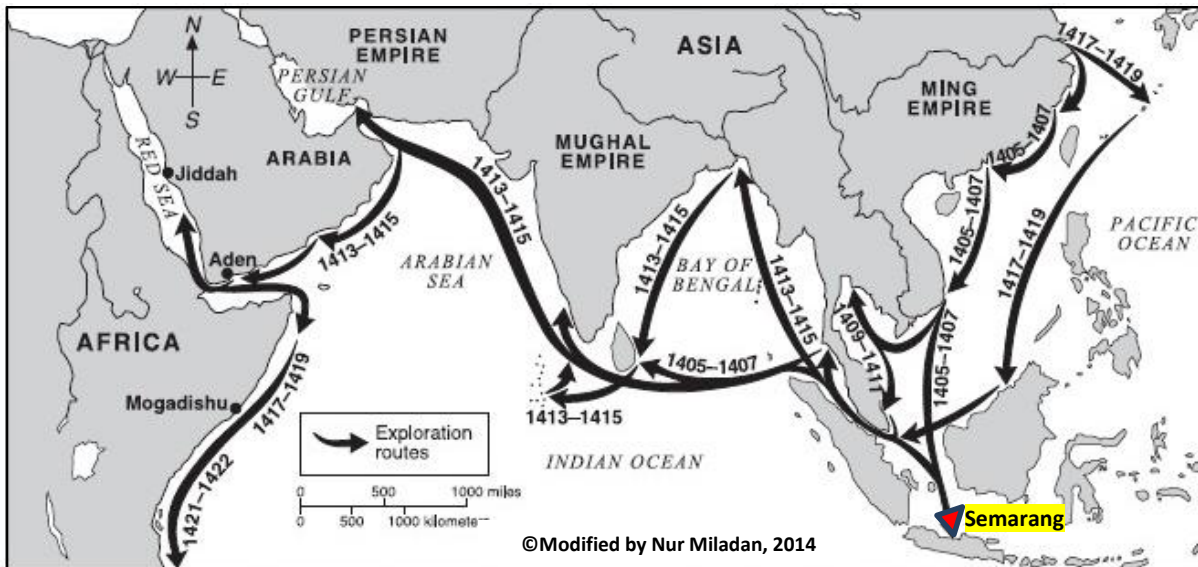 N
W
E
S
PERSIAN
EMPIRE
PERSIAN
GULF
ASIA
MING
EMPIRE
MUGHAL
EMPIRE
ARABIA
RED SEA
Jiddah
Aden
ARABIAN
SEA
BAY OF
BENGAL
PACIFIC
OCEAN
AFRICA
Mogadishu
INDIAN OCEAN
1417–1419
1405–1407
1405–1407
1417–1419
1413–1415
1413–1415
1413–1415
1413–1415
1409–1411
1405–1407
1405–1407
1413–1415
1417–1419
1421–1422
Exploration
routes
0 500 1000 miles
0 500 1000 kilomete
Semarang
©Modified by Nur Miladan, 2014